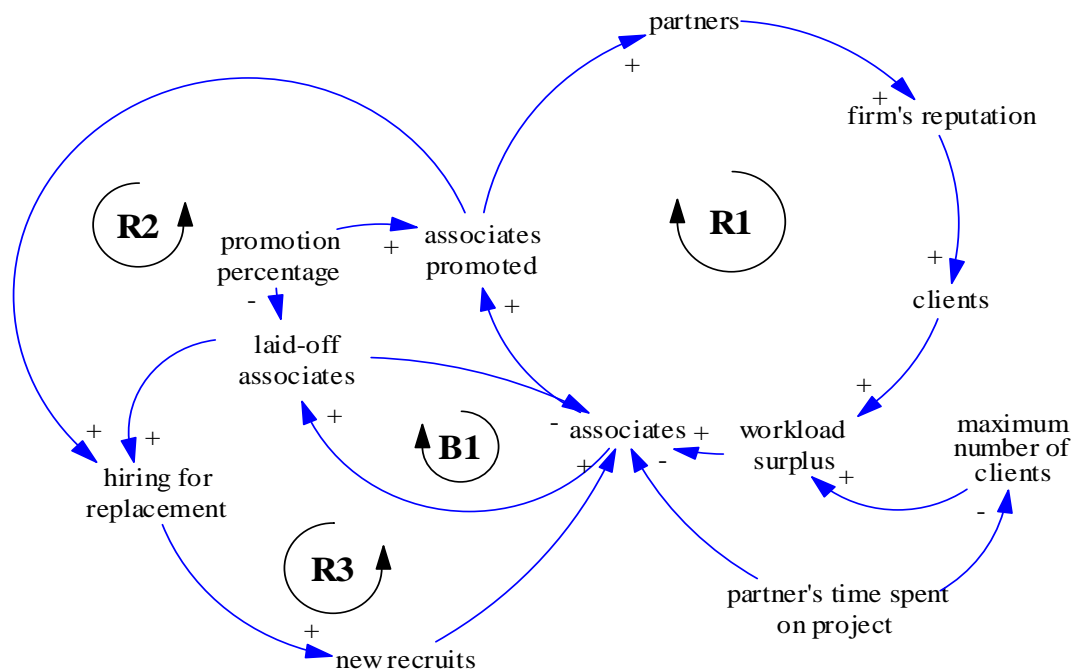 partners
+
+
firm's reputation
R2
R1
promotion
percentage
+
associates
promoted
+
+
clients
-
laid-off
associates
+
+
+
+
+
B1
-
associates
+
+
-
workload
surplus
+
maximum
number of
clients
-
hiring for
replacement
R3
partner's time spent
on project
+
new recruits